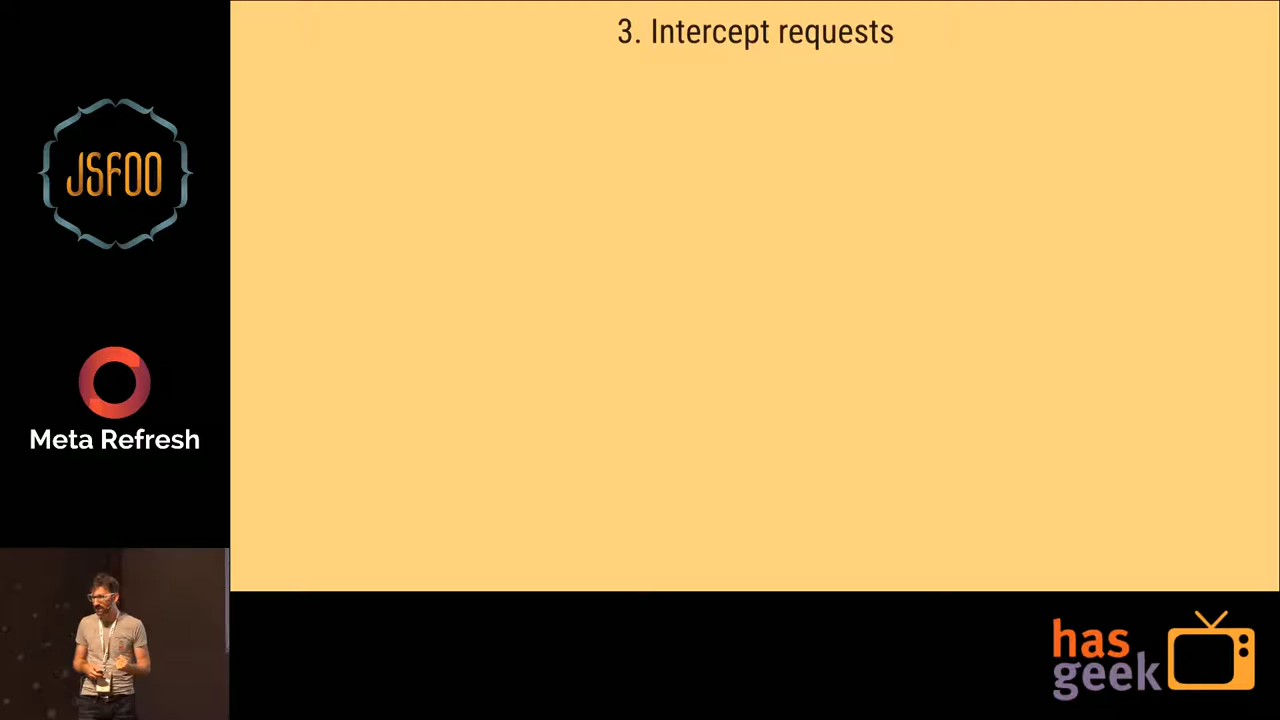 3. Intercept requests
JSFOO
Meta Refresh
has
geek